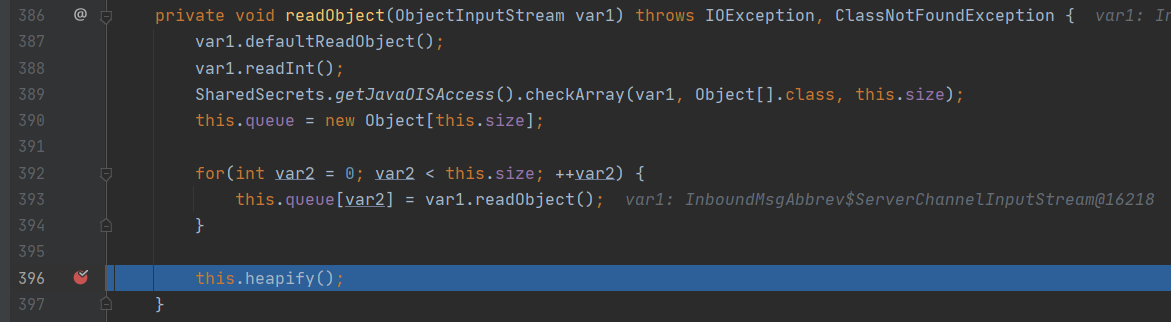 386 @ private void readObject(ObjectInputStream var1) throws IOException, ClassNotFoundException { var1: In
387 var1.defaultReadObject();
388 var1.readInt();
389 SharedSecrets.getJavaOISAccess().checkArray(var1, Object[].class, this.size);
390 this.queue = new Object[this.size];
391
392 for(int var2 = 0; var2 < this.size; ++var2) {
393 this.queue[var2] = var1.readObject(); var1: InboundMsgAbbrev$ServerChannelInputStream@16218
394 }
395
396 this.heapify();
397 }